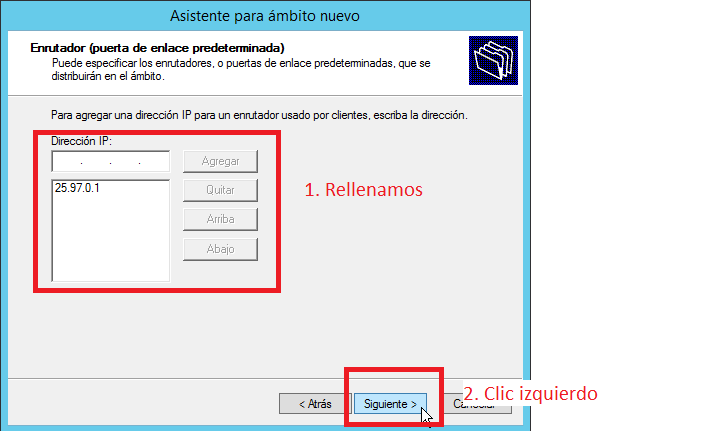 Asistente para ámbito nuevo
Enrutador (puerta de enlace predeterminada)
Puede especificar los enrutadores, o puertas de enlace predeterminadas, que se
distribuirán en el ámbito.
Para agregar una dirección IP para un enrutador usado por clientes, escriba la dirección.
Dirección IP:
. . . Agregar
25.97.0.1 Quitar
1. Rellenamos
Arriba
Abajo
< Atrás Siguiente >
2. Clic izquierdo